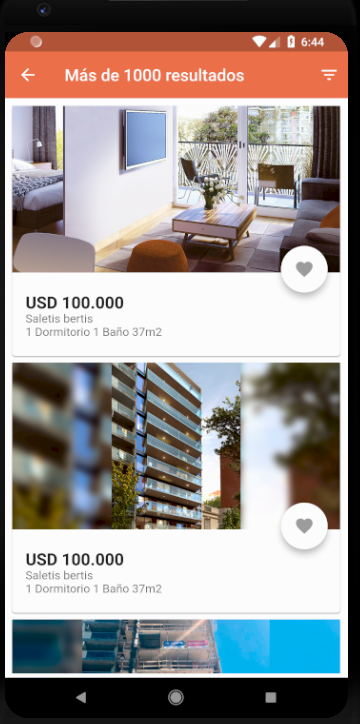 6:44
Más de 1000 resultados
USD 100.000
Saletis bertis
1 Dormitorio 1 Baño 37m2
USD 100.000
Saletis bertis
1 Dormitorio 1 Baño 37m2